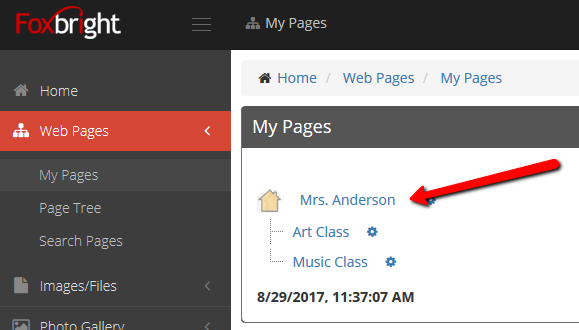 Foxbright
My Pages
Home
Web Pages
My Pages
Page Tree
Search Pages
Images/Files
Photo Gallery
Home / Web Pages / My Pages
My Pages
Mrs. Anderson
Art Class
Music Class
8/29/2017, 11:37:07 AM